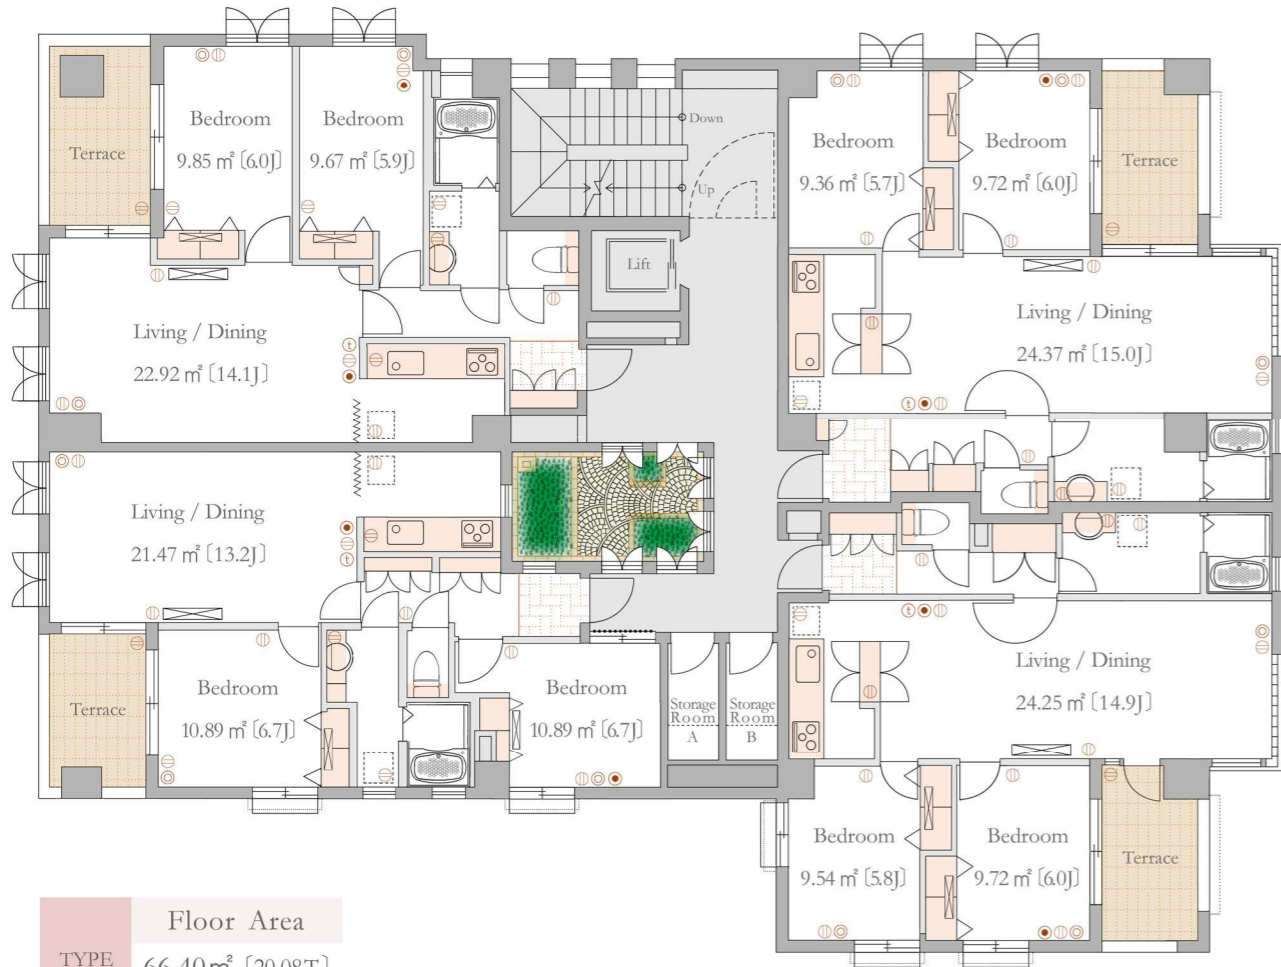 Bedroom
9.85 ㎡ [6.0J]
Bedroom
9.67 ㎡ [5.9J]
Terrace
Down
Up
Lift
Bedroom
9.36 ㎡ [5.7J]
Bedroom
9.72 ㎡ [6.0J]
Terrace
Living / Dining
22.92 ㎡ [14.1J]
t
Living / Dining
24.37 ㎡ [15.0J]
t
Living / Dining
21.47 ㎡ [13.2J]
t
t
Living / Dining
24.25 ㎡ [14.9J]
Terrace
Bedroom
10.89 ㎡ [6.7J]
Bedroom
10.89 ㎡ [6.7J]
Storage
Room
A
Storage
Room
B
Bedroom
9.54 ㎡ [5.8J]
Bedroom
9.72 ㎡ [6.0J]
Terrace
Floor Area
TYPE
66.40㎡ [20.08T]